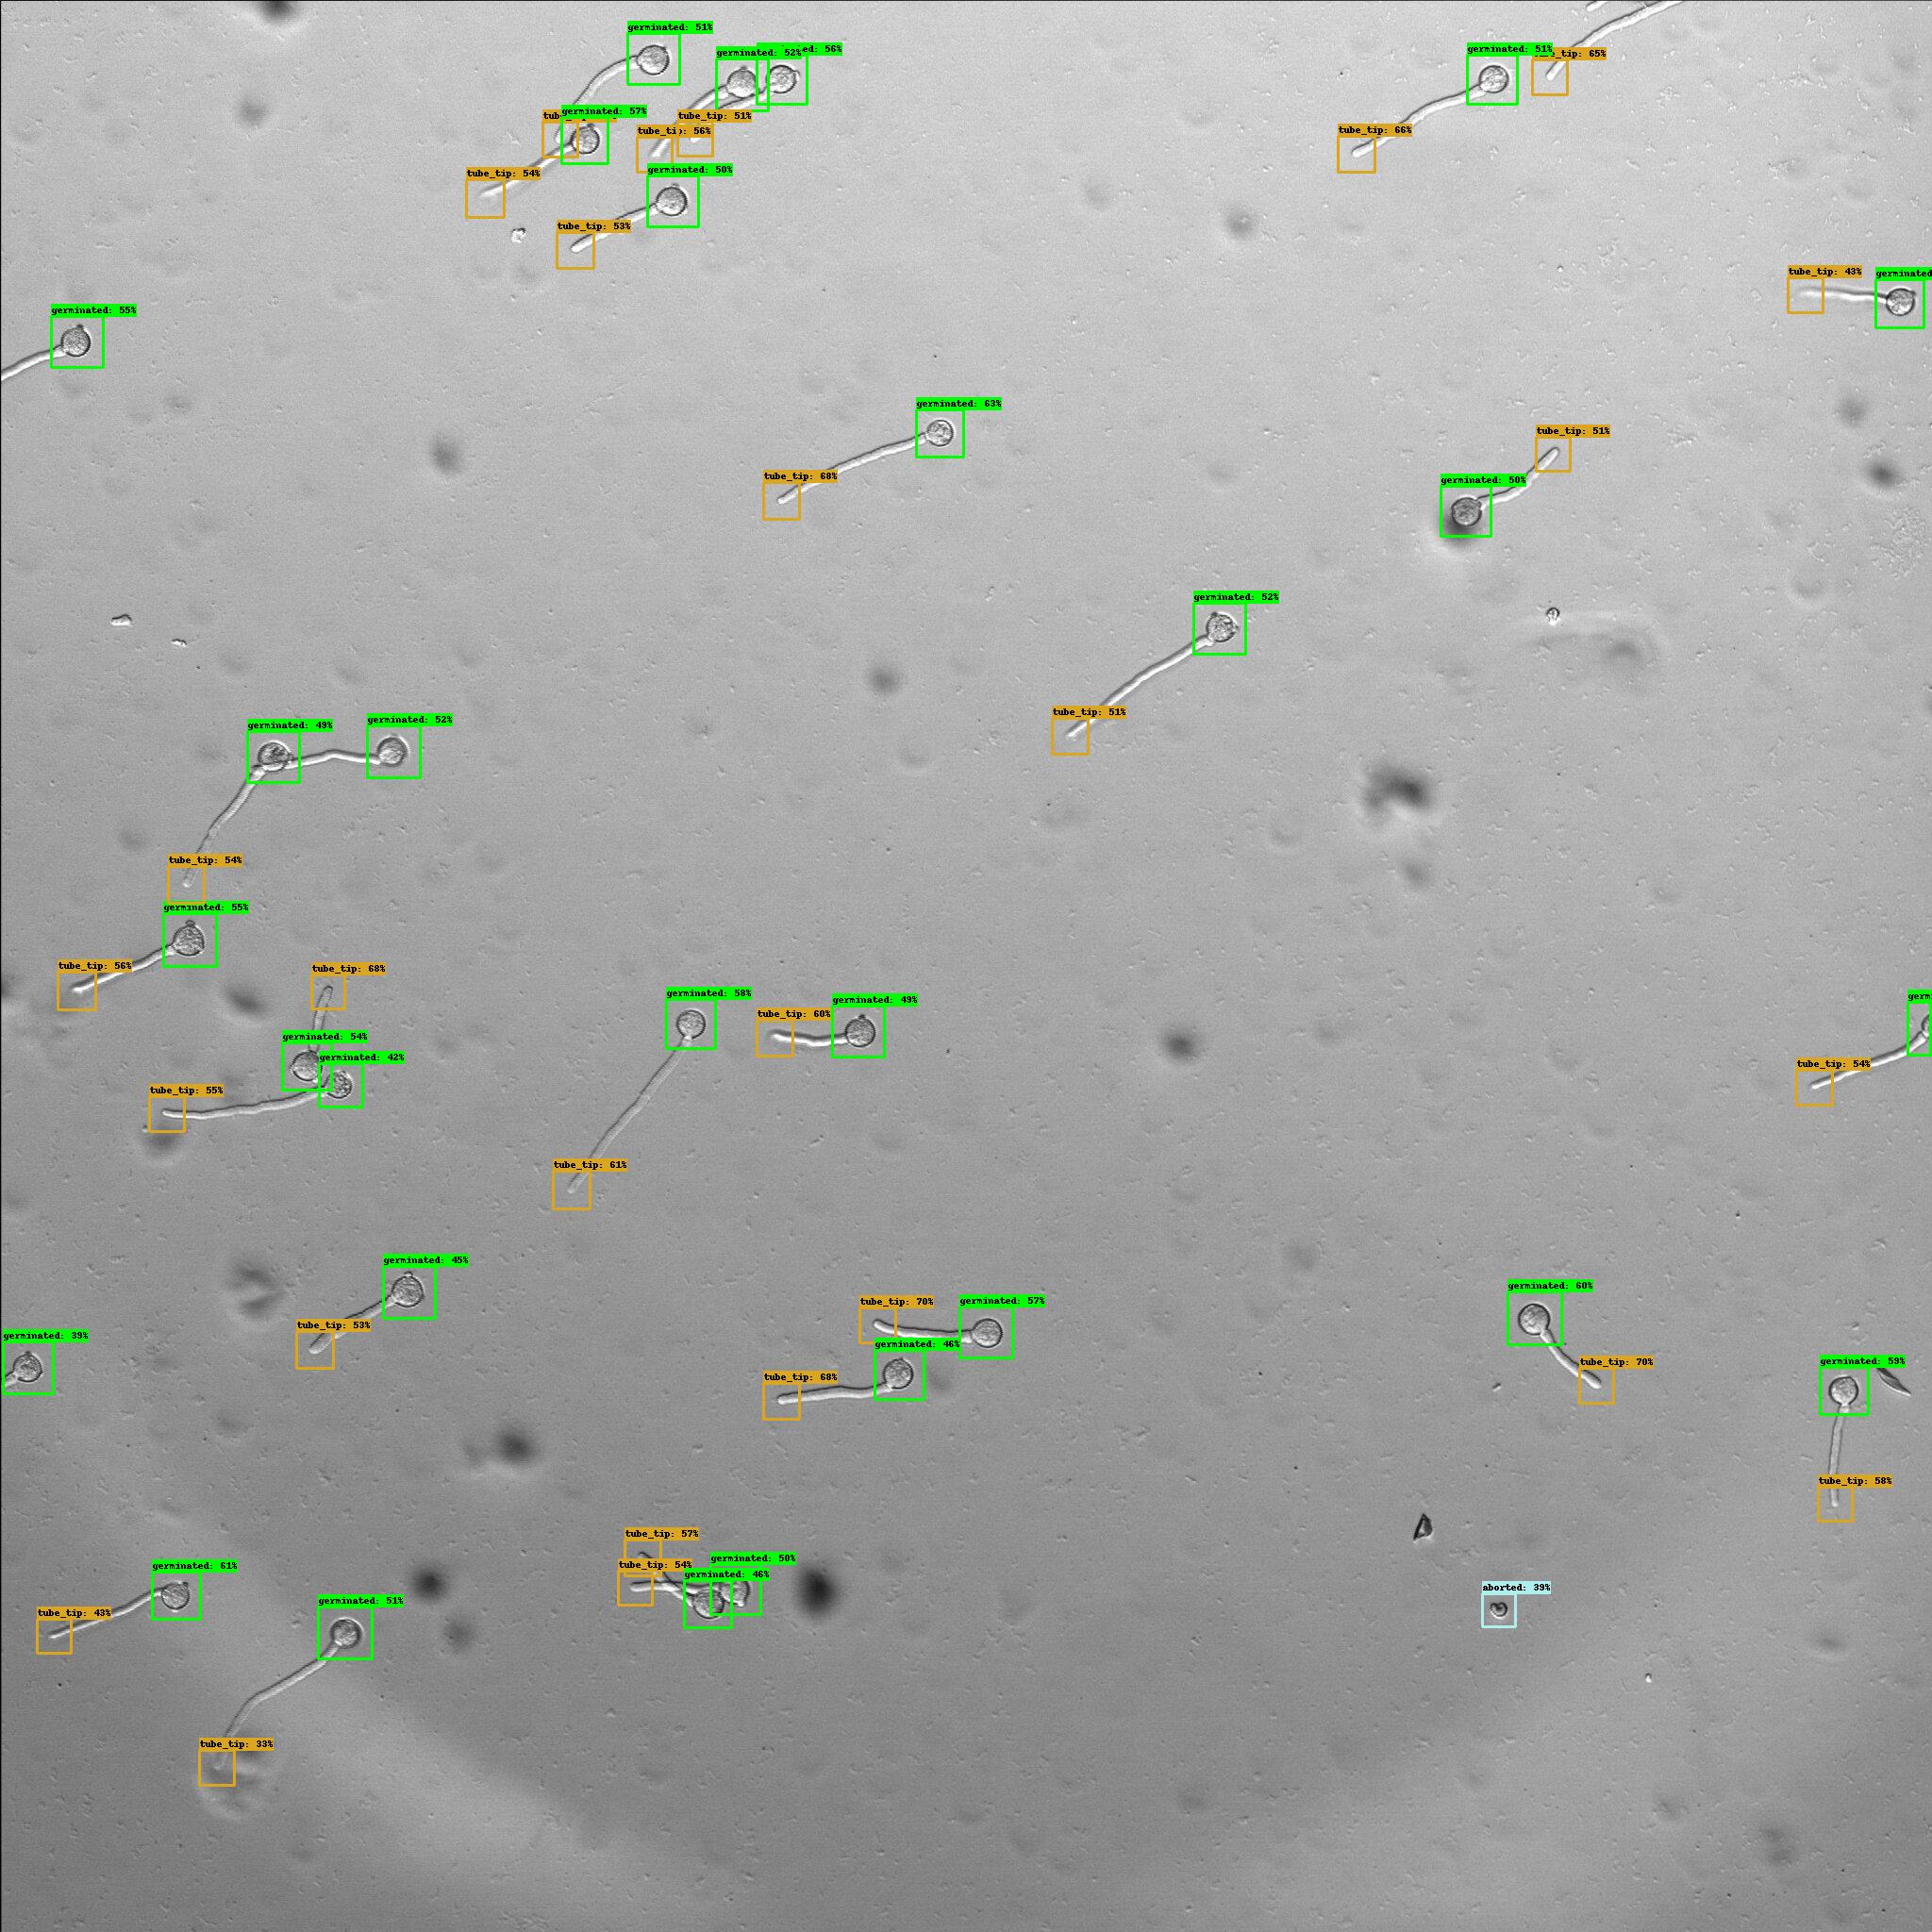 germinated: 51%
germinated: 52%
ed: 56%
germinated: 51%
tip: 65%
germinated: 57%
tube_tip: 51%
tube_tip: 66%
tube_ti
: 56%
tube_tip: 54%
germinated: 50%
tube_tip: 53%
tube_tip: 43%
germinated
germinated: 55%
germinated: 63%
tube_tip: 51%
tube_tip: 68%
germinated: 50%
germinated: 52%
tube_tip: 51%
germinated: 49%
germinated: 52%
tube_tip: 54%
germinated: 55%
tube_tip: 56%
tube_tip: 68%
germinated: 58%
germinated: 49%
germ
tube_tip: 60%
germinated: 54%
germinated: 42%
tube_tip: 54%
tube_tip: 55%
tube_tip: 61%
germinated: 45%
germinated: 60%
tube_tip: 70%
germinated: 57%
tube_tip: 53%
germinated: 39%
germinated: 46%
tube_tip: 70%
germinated: 59%
tube_tip: 68%
tube_tip: 58%
tube_tip: 57%
germinated: 50%
germinated: 61%
tube_tip: 54%
germinated: 46%
aborted: 39%
germinated: 51%
tube_tip: 43%
tube_tip: 33%